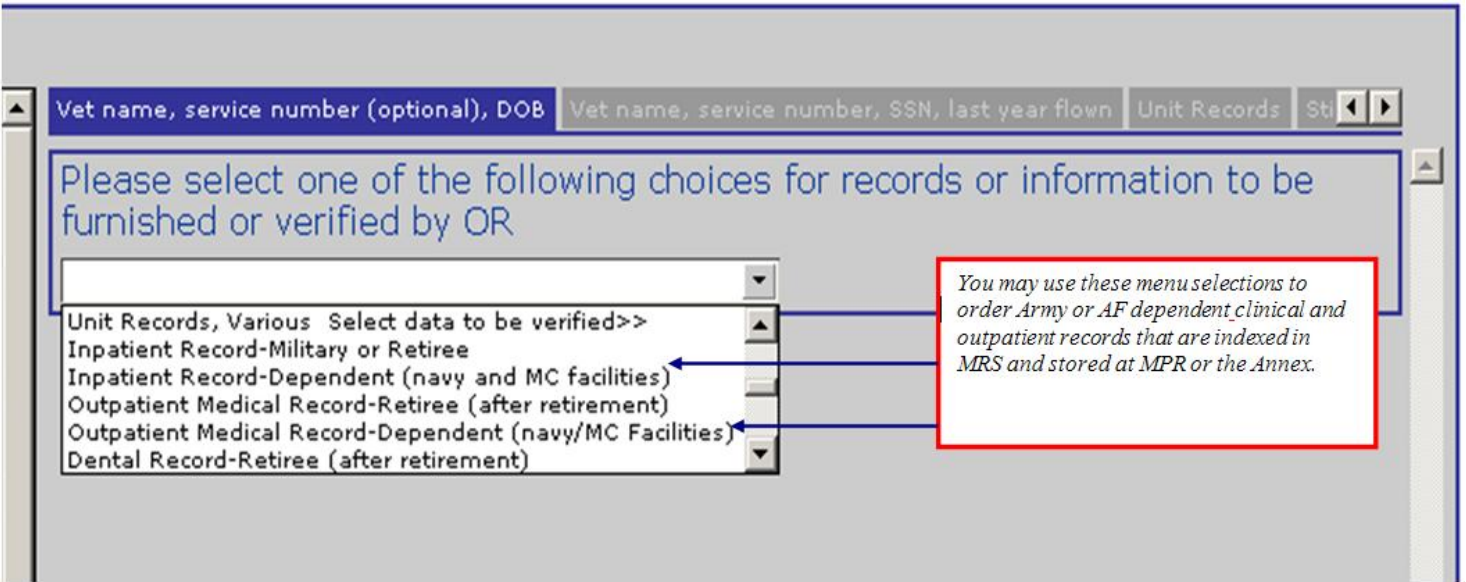 Vet name, service number (optional), DOB Vet name, service number, SSN, last year flown Unit Records Sti
Please select one of the following choices for records or information to be
furnished or verified by OR
Unit Records, Various Select data to be verified>>
Inpatient Record-Military or Retiree
Inpatient Record-Dependent (navy and MC facilities)
Outpatient Medical Record-Retiree (after retirement)
Outpatient Medical Record-Dependent (navy/MC Facilities)
Dental Record-Retiree (after retirement)
You may use these menu selections to
order Army or AF dependent clinical and
outpatient records that are indexed in
MRS and stored at MPR or the Annex.